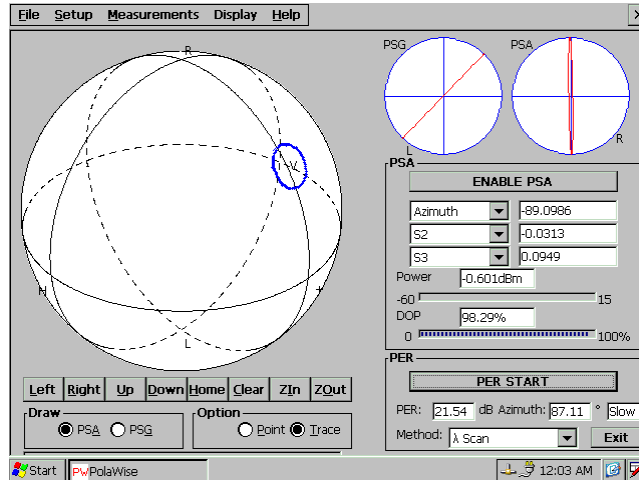 File Setup Measurements Display Help
PSG PSA
R
L R
V
H +
L
PSA
ENABLE PSA
Azimuth -89.0986
S2 -0.0313
S3 0.0949
Power -0.601dBm
-60 15
DOP 98.29%
0 100%
Left Right Up Down Home Clear ZIn ZOut
Draw Option
PSA PSG Point Trace
PER
PER START
PER: 21.54 dB Azimuth: 87.11 ° Slow
Method: λ Scan Exit
Start PW PolaWise 12:03 AM